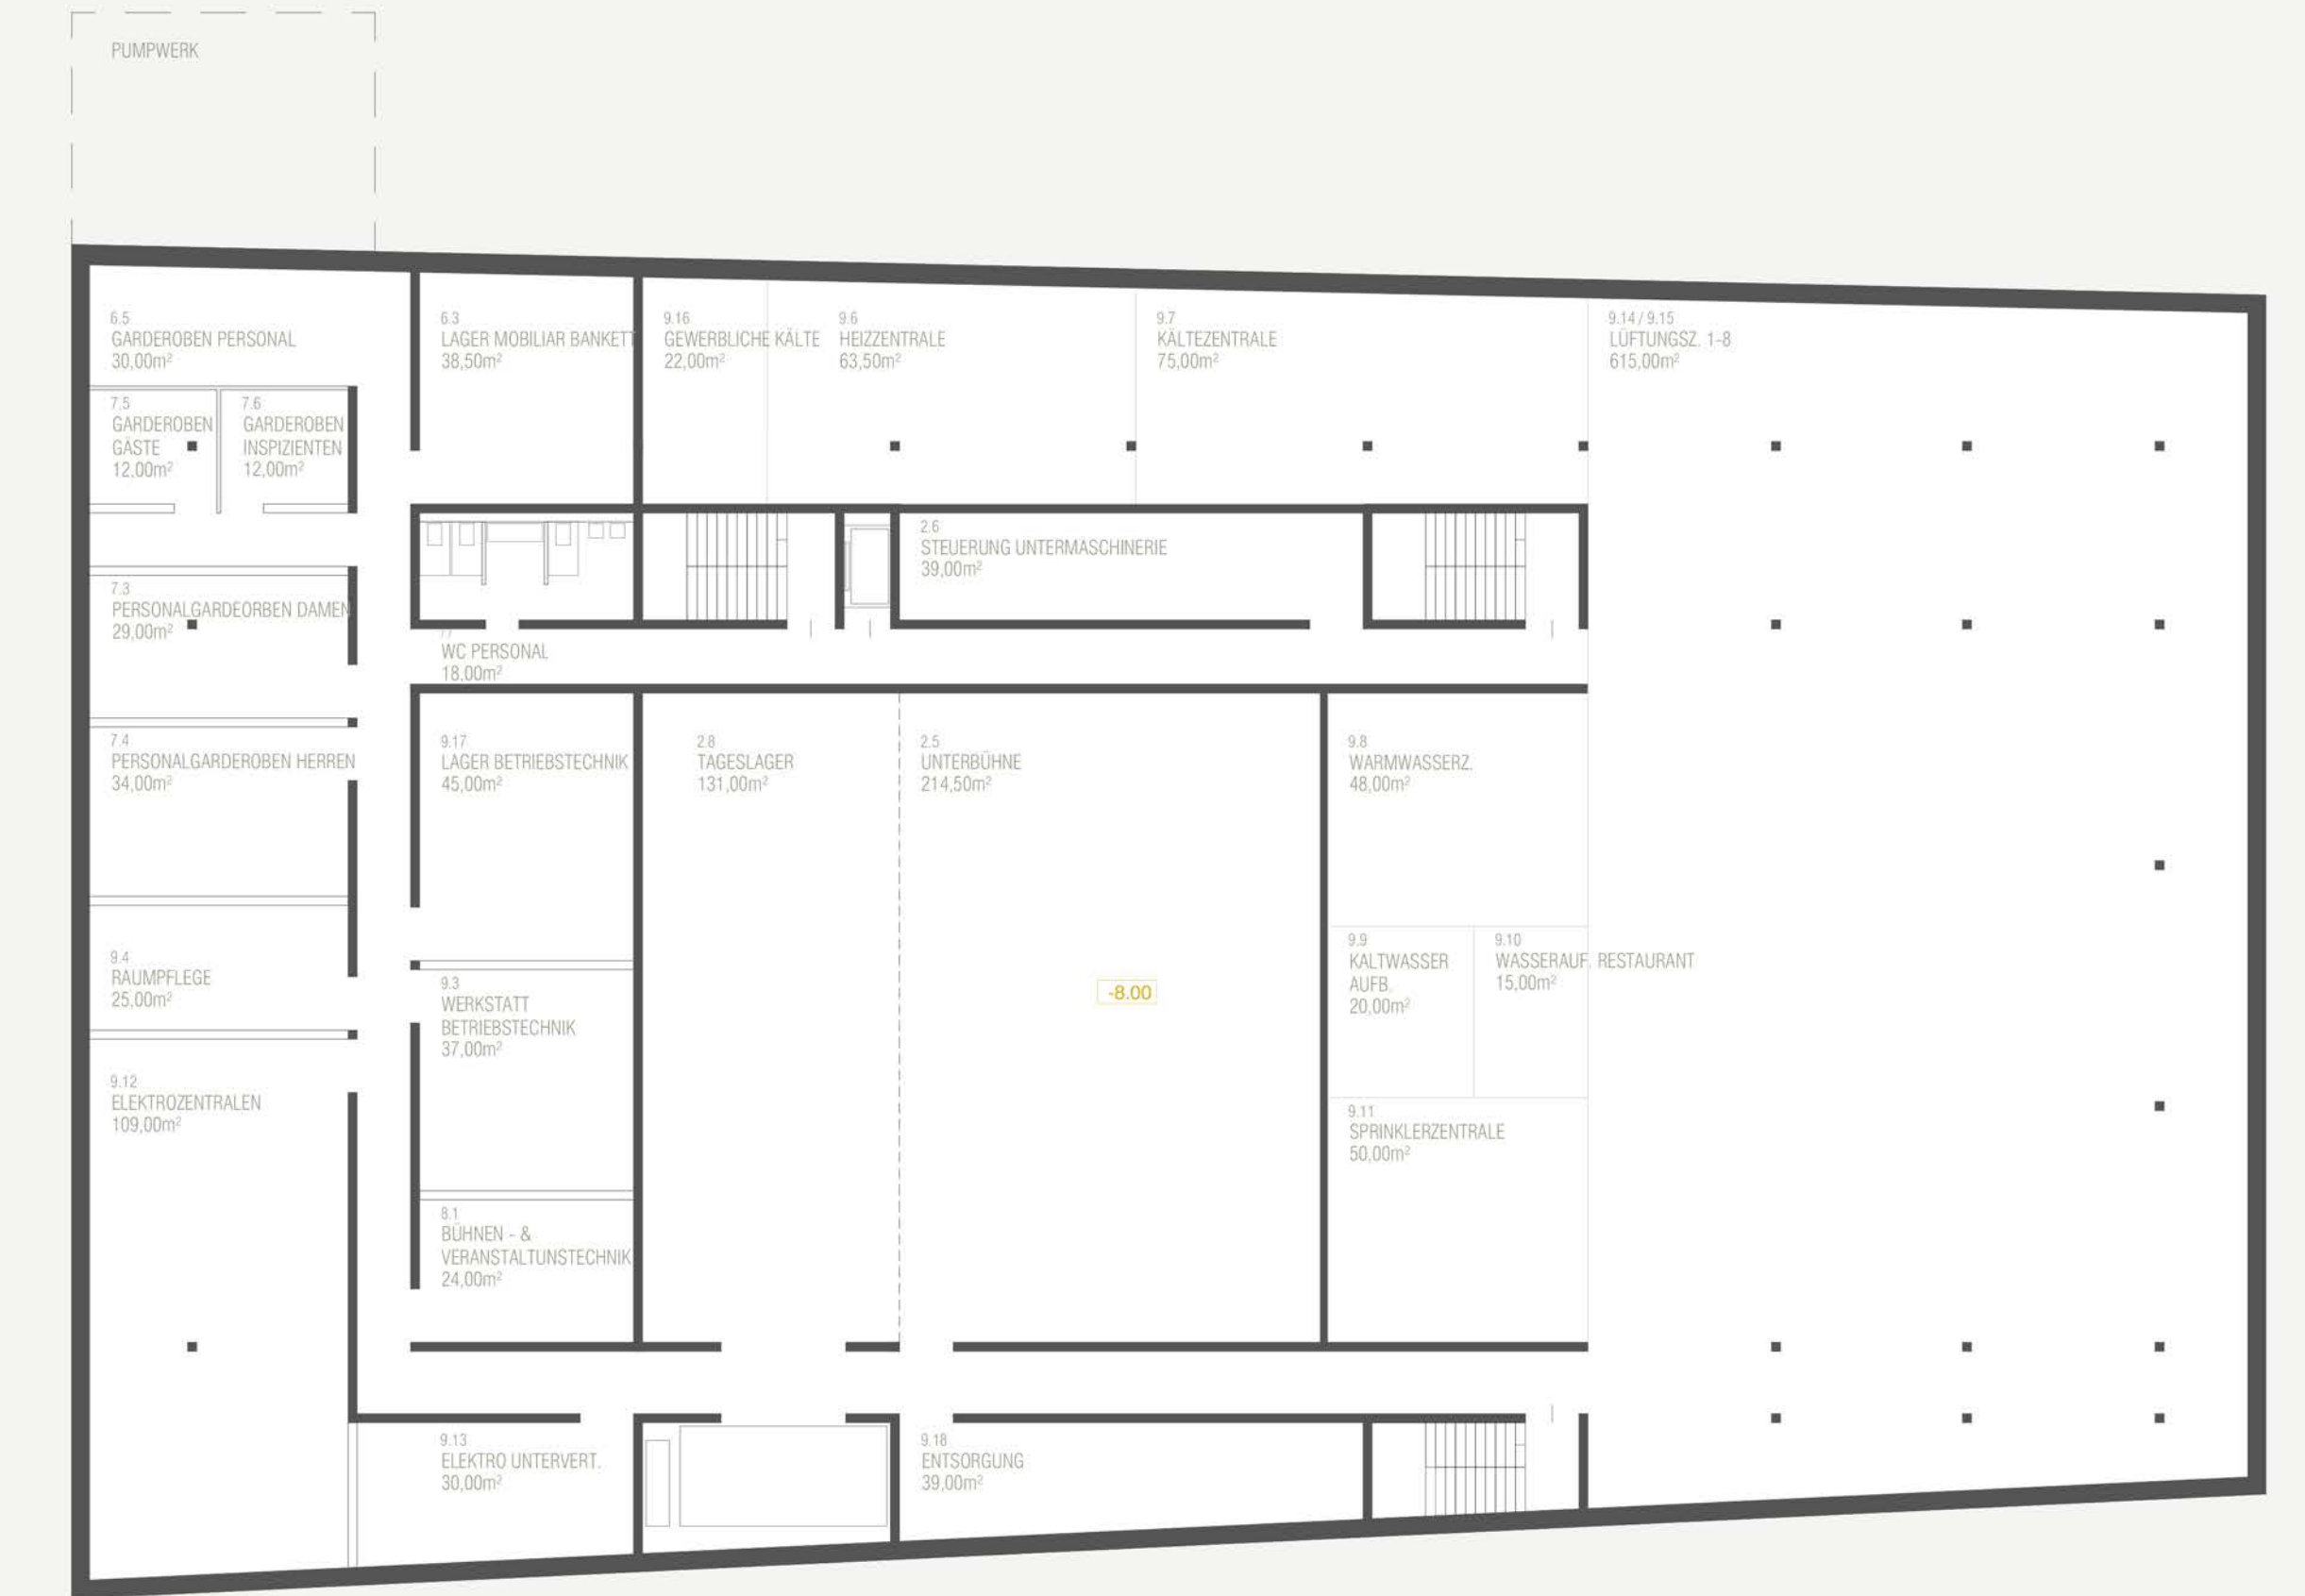 PUMPWERK
6.5
GARDEROBEN PERSONAL
30,00m²
6.3
LAGER MOBILIAR BANKETT
38,50m²
9.16
GEWERBLICHE KÄLTE
22,00m²
9.6
HEIZZENTRALE
63,50m²
9.7
KÄLTEZENTRALE
75,00m²
9.14 / 9.15
LÜFTUNGSZ. 1-8
615,00m²
7.5
GARDEROBEN
GÄSTE
12,00m²
7.6
GARDEROBEN
INSPIZIENTEN
12,00m²
2.6
STEUERUNG UNTERMASCHINERIE
39,00m²
7.3
PERSONALGARDEORBEN DAMEN
29,00m²
WC PERSONAL
18,00m²
7.4
PERSONALGARDEROBEN HERREN
34,00m²
9.17
LAGER BETRIEBSTECHNIK
45,00m²
2.8
TAGESLAGER
131,00m²
2.5
UNTERBÜHNE
214,50m²
9.8
WARMWASSERZ.
48,00m²
9.4
RAUMPFLEGE
25,00m²
9.3
WERKSTATT
BETRIEBSTECHNIK
37,00m²
-8.00
9.9
KALTWASSER
AUFB.
20,00m²
9.10
WASSERAUF. RESTAURANT
15,00m²
9.12
ELEKTROZENTRALEN
109,00m²
9.11
SPRINKLERZENTRALE
50,00m²
8.1
BÜHNEN - &
VERANSTALTUNSTECHNIK
24,00m²
9.13
ELEKTRO UNTERVERT.
30,00m²
9.18
ENTSORGUNG
39,00m²